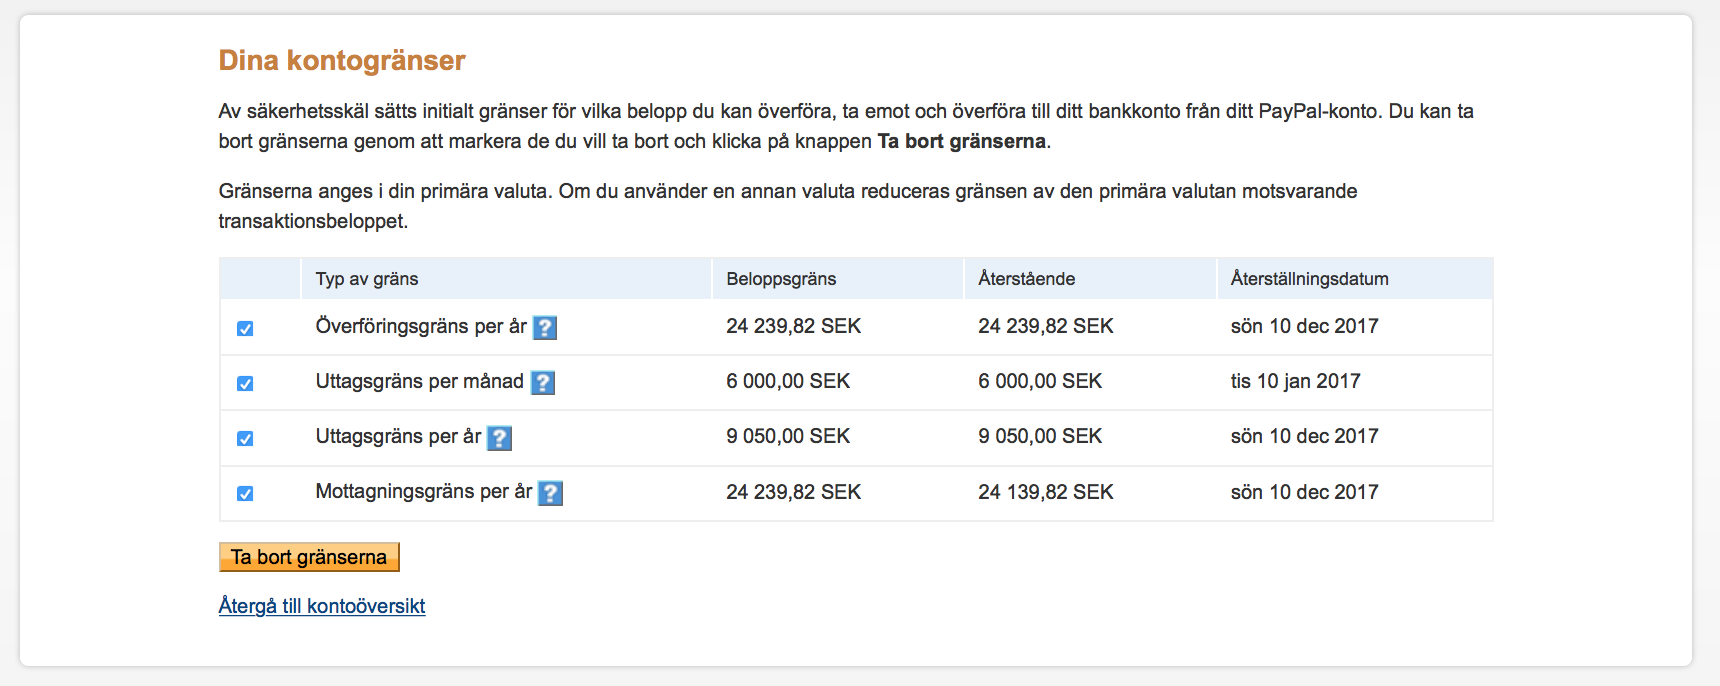 Dina kontogränser
Av säkerhetsskäl sätts initialt gränser för vilka belopp du kan överföra, ta emot och överföra till ditt bankkonto från ditt PayPal-konto. Du kan ta
bort gränserna genom att markera de du vill ta bort och klicka på knappen Ta bort gränserna.
Gränserna anges i din primära valuta. Om du använder en annan valuta reduceras gränsen av den primära valutan motsvarande
transaktionsbeloppet.
Typ av gräns Beloppsgräns Återstående Återställningsdatum
Överföringsgräns per år ? 24 239,82 SEK 24 239,82 SEK sön 10 dec 2017
Uttagsgräns per månad ? 6 000,00 SEK 6 000,00 SEK tis 10 jan 2017
Uttagsgräns per år ? 9 050,00 SEK 9 050,00 SEK sön 10 dec 2017
Mottagningsgräns per år ? 24 239,82 SEK 24 139,82 SEK sön 10 dec 2017
Ta bort gränserna
Återgå till kontoöversikt